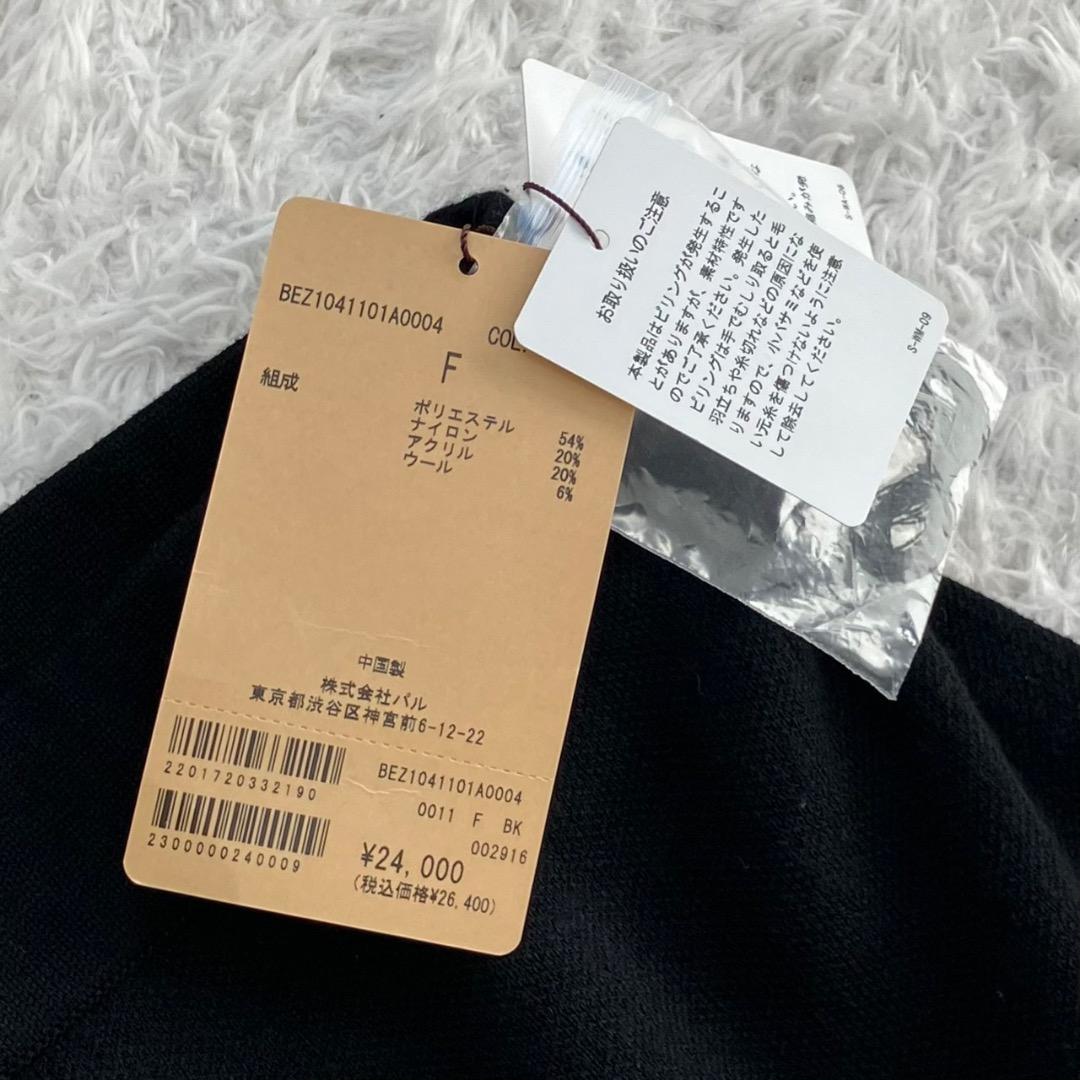 BEZ1041101A0004
COL.
F
組成
ポリエステル 54%
ナイロン 20%
アクリル 20%
ウール 6%
中国製
株式会社パル
東京都渋谷区神宮前6-12-22
2201720332190
BEZ1041101A0004
0011 F BK
002916
2300000240009
¥24,000
(税込価格¥26,400)
お取り扱いのご注意
本製品はピリングが発生するこ
とがありますが、素材特性です
のでご了承ください。発生した
ピリングは手でむしり取ると毛
羽立ちや糸切れなどの原因にな
りますので、小バサミなどを使
い元糸を傷つけないように注意
して除去してください。
S-HW-09
S-WA-08